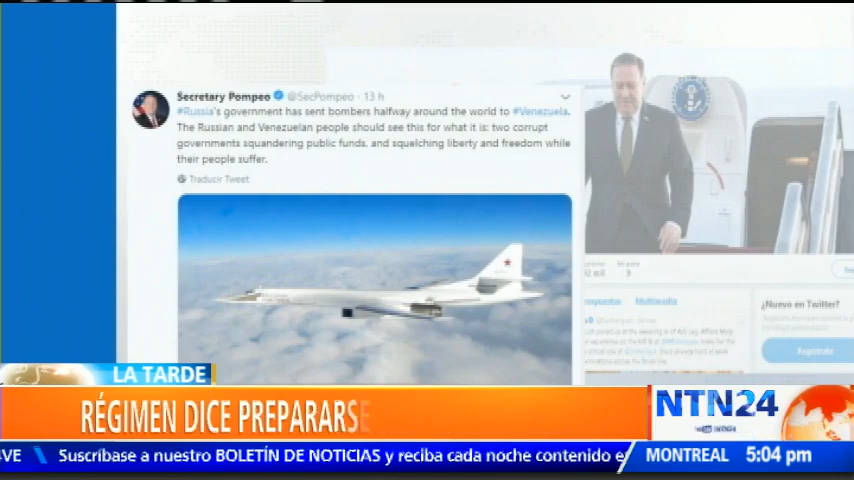 Secretary Pompeo @SecPompeo · 13 h
#Russia's government has sent bombers halfway around the world to #Venezuela.
The Russian and Venezuelan people should see this for what it is: two corrupt
governments squandering public funds, and squelching liberty and freedom while
their people suffer.
Traducir Tweet
Multimedia
¿Nuevo en Twitter?
Regístrate
LA TARDE
RÉGIMEN DICE PREPARARSE
NTN24
VE Suscríbase a nuestro BOLETÍN DE NOTICIAS y reciba cada noche contenido e
MONTREAL 5:04 pm